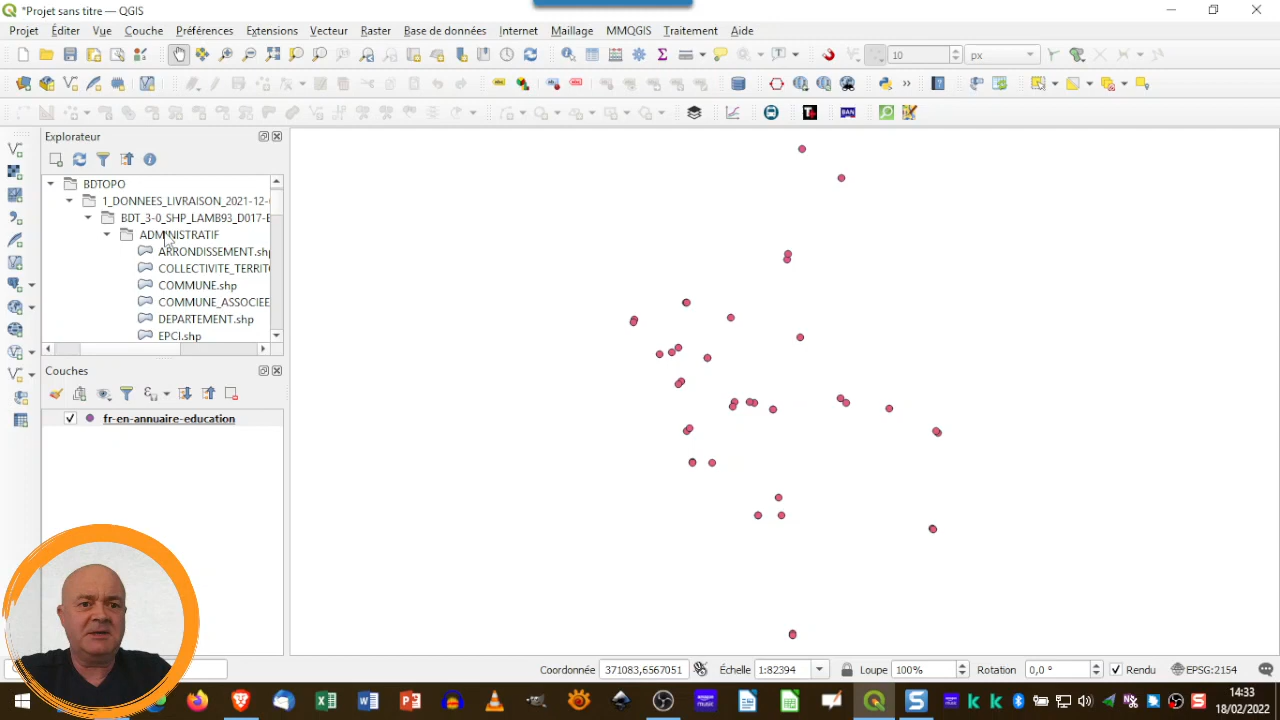 *Projet sans titre — QGIS
Projet Éditer Vue Couche Préférences Extensions Vecteur Raster Base de données Internet Maillage MMQGIS Traitement Aide
10 px
BAN
Explorateur
BDTOPO
1_DONNEES_LIVRAISON_2021-12-
BDT_3-0_SHP_LAMB93_D017-E
ADMINISTRATIF
ARRONDISSEMENT.shp
COLLECTIVITE_TERRIT
COMMUNE.shp
COMMUNE_ASSOCIEE
DEPARTEMENT.shp
EPCI.shp
Couches
fr-en-annuaire-education
Coordonnée 371083,6567051 Échelle 1:82394 Loupe 100% Rotation 0,0 ° Rendu EPSG:2154
14:33
18/02/2022